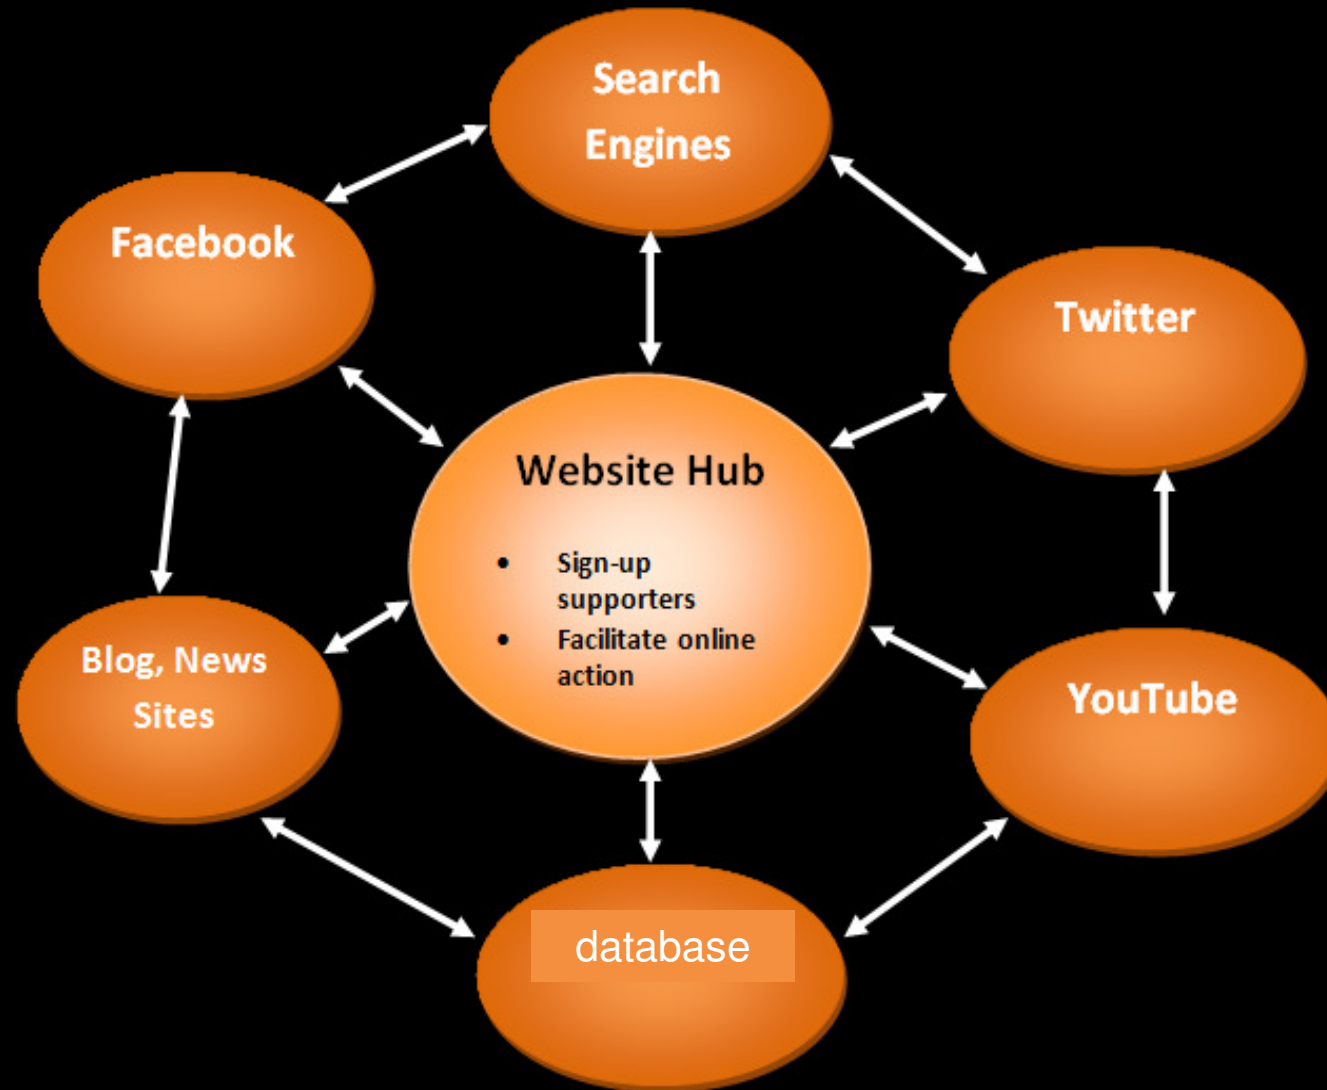 Search
Engines
Facebook
Twitter
Website Hub
• Sign-up
supporters
• Facilitate online
action
Blog, News
Sites
YouTube
database